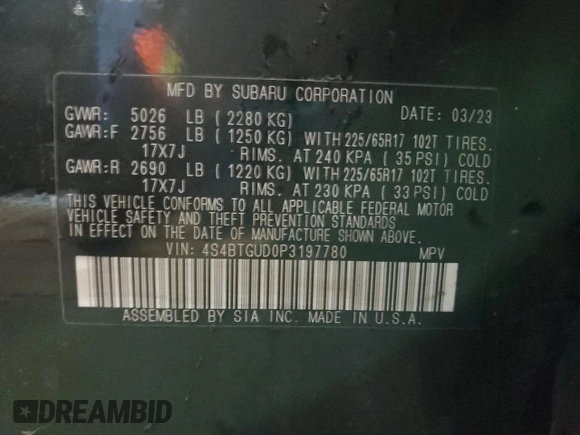 MFD BY SUBARU CORPORATION
GVWR: 5026 LB (2280 KG) DATE: 03/23
GAWR:F 2756 LB (1250 KG) WITH 225/65R17 102T TIRES.
17X7J RIMS. AT 240 KPA (35 PSI) COLD
GAWR:R 2690 LB (1220 KG) WITH 225/65R17 102T TIRES.
17X7J RIMS. AT 230 KPA (33 PSI) COLD
THIS VEHICLE CONFORMS TO ALL APPLICABLE FEDERAL MOTOR
VEHICLE SAFETY AND THEFT PREVENTION STANDARDS
IN EFFECT ON THE DATE OF MANUFACTURE SHOWN ABOVE.
VIN: 4S4BTGUD0P3197780 MPV
ASSEMBLED BY SIA INC. MADE IN U.S.A.
DREAMBID